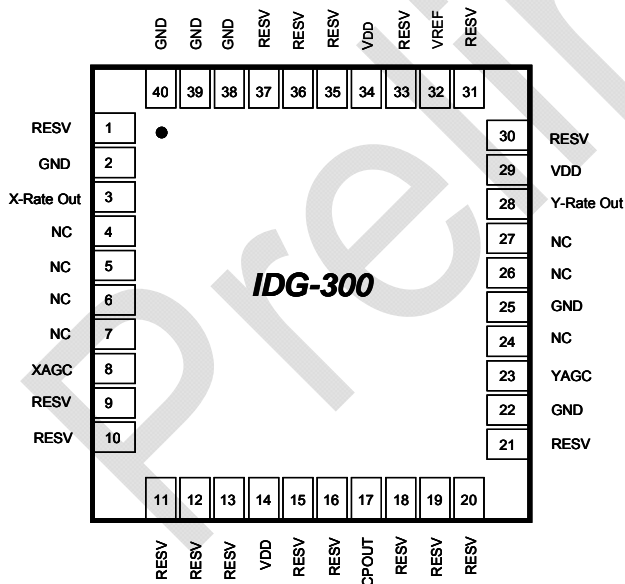 GND GND GND RESV RESV RESV VDD RESV VREF RESV
40 39 38 37 36 35 34 33 32 31
RESV 1
GND 2
X-Rate Out 3
NC 4
NC 5
NC 6
NC 7
XAGC 8
RESV 9
RESV 10
IDG-300
30 RESV
29 VDD
28 Y-Rate Out
27 NC
26 NC
25 GND
24 NC
23 YAGC
22 GND
21 RESV
11 12 13 14 15 16 17 18 19 20
RESV RESV RESV VDD RESV RESV CPOUT RESV RESV RESV
Prelin